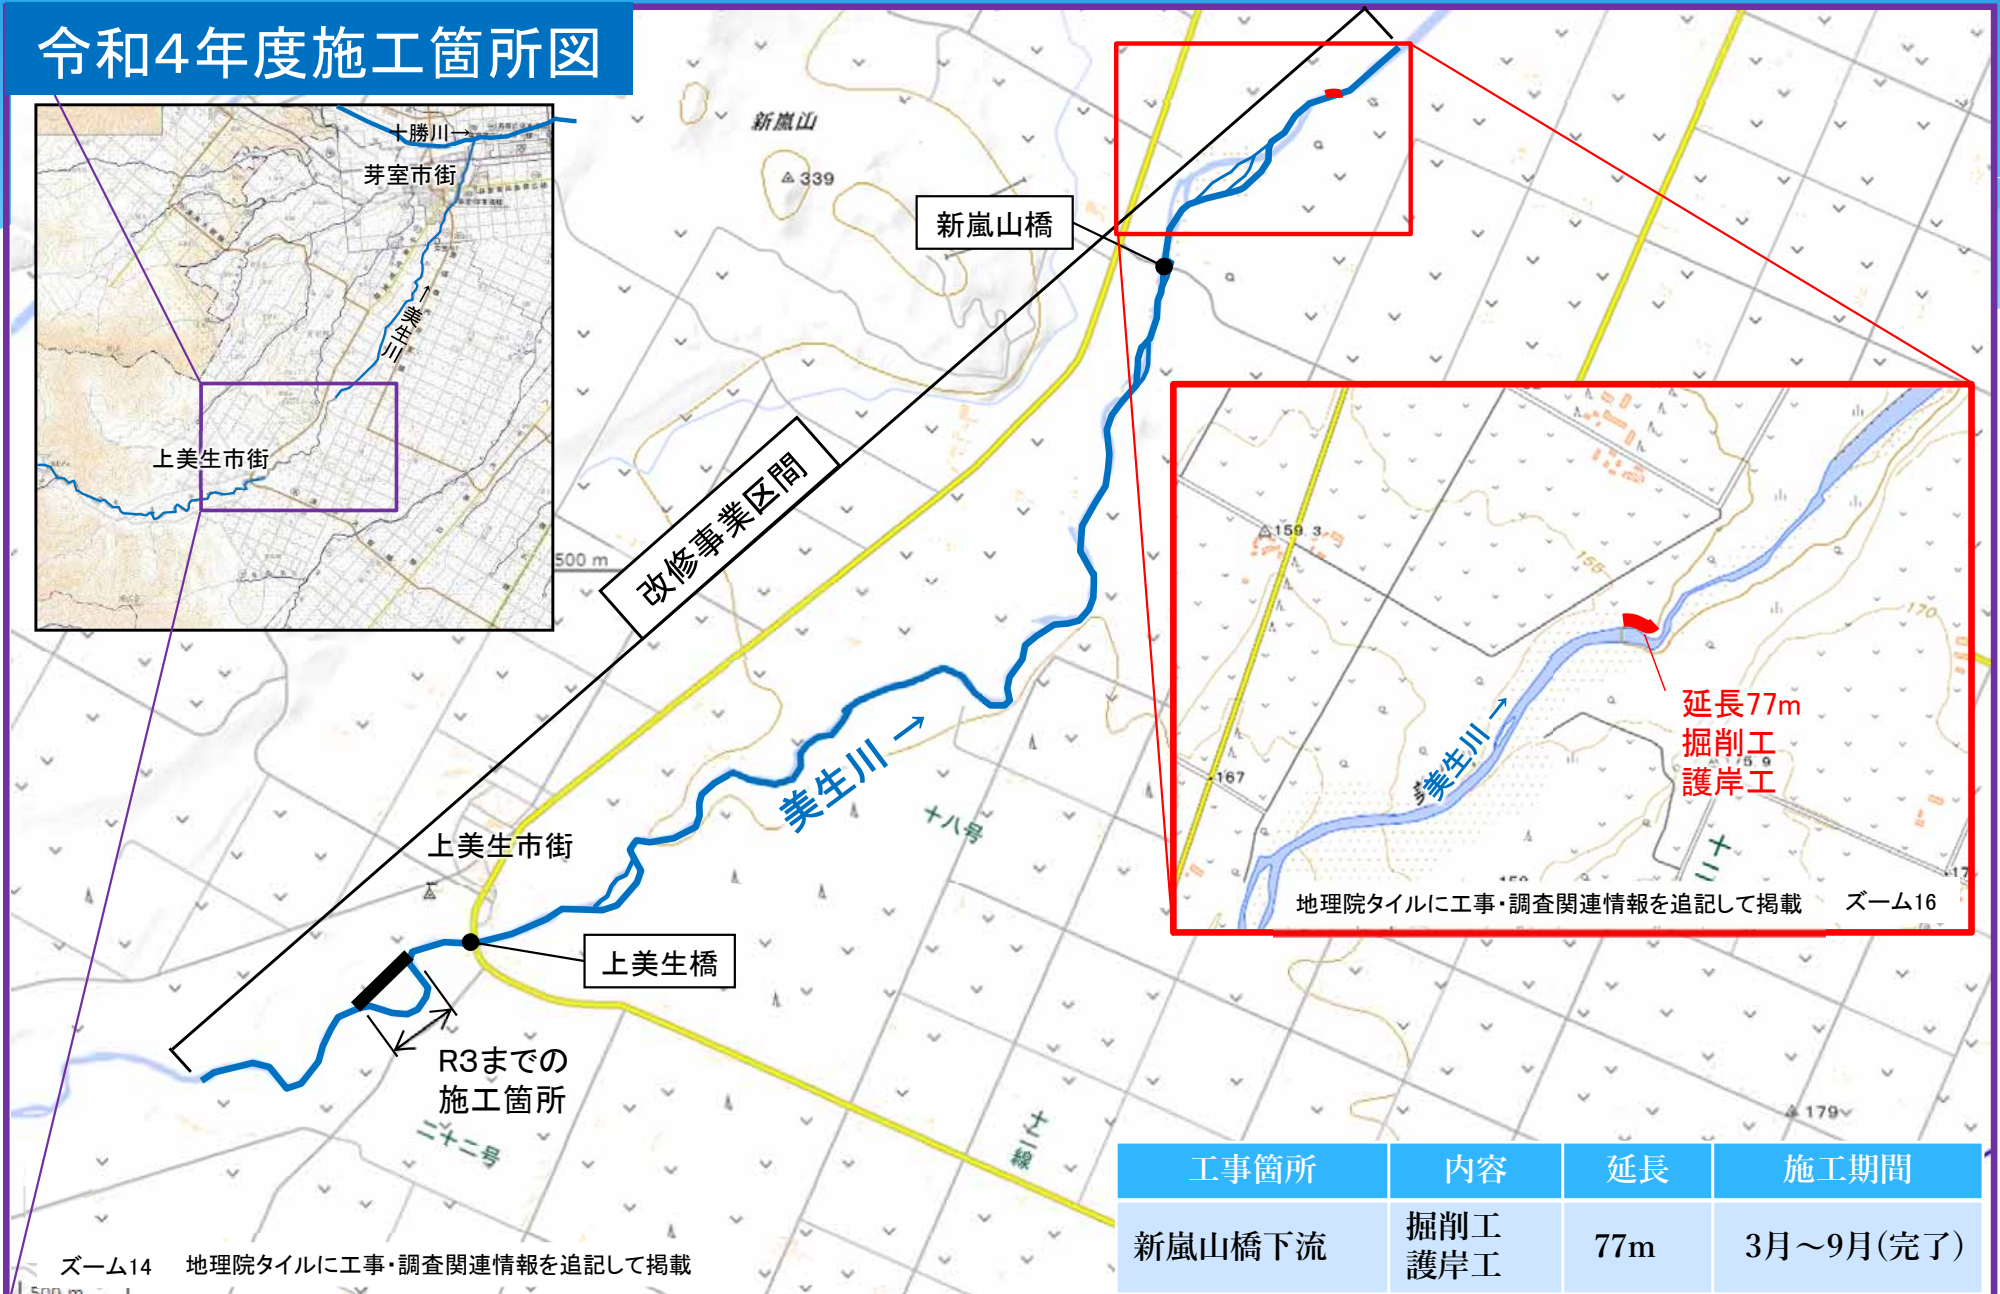 令和4年度施工箇所図
十勝川→
芽室市街
←美生川
上美生市街
新嵐山
339
新嵐山橋
改修事業区間
500 m
美生川→
十八号
上美生市街
上美生橋
R3までの
施工箇所
二十二号
十二線
179
159.3
155
170
167
美生川→
延長77m
掘削工
護岸工
地理院タイルに工事・調査関連情報を追記して掲載 ズーム16
ズーム14 地理院タイルに工事・調査関連情報を追記して掲載
500 m
工事箇所 内容 延長 施工期間
新嵐山橋下流 掘削工 77m 3月～9月(完了)
護岸工